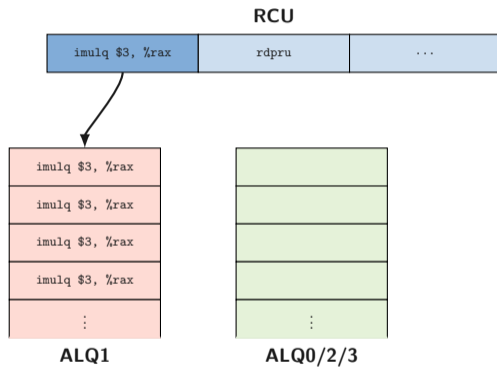 RCU
imulq $3, %rax
rdpru
...
imulq $3, %rax
imulq $3, %rax
imulq $3, %rax
imulq $3, %rax
⋮
⋮
ALQ1
ALQ0/2/3